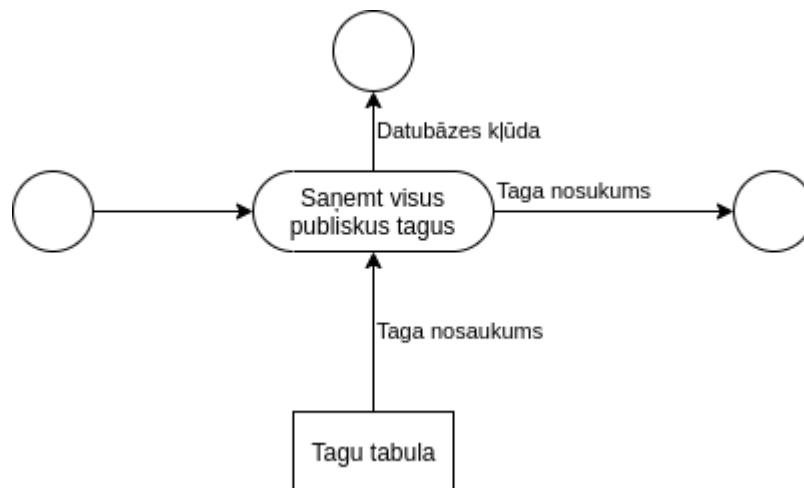 Datubāzes kļūda
Saņemt visus
publiskus tagus
Taga nosukums
Taga nosaukums
Tagu tabula